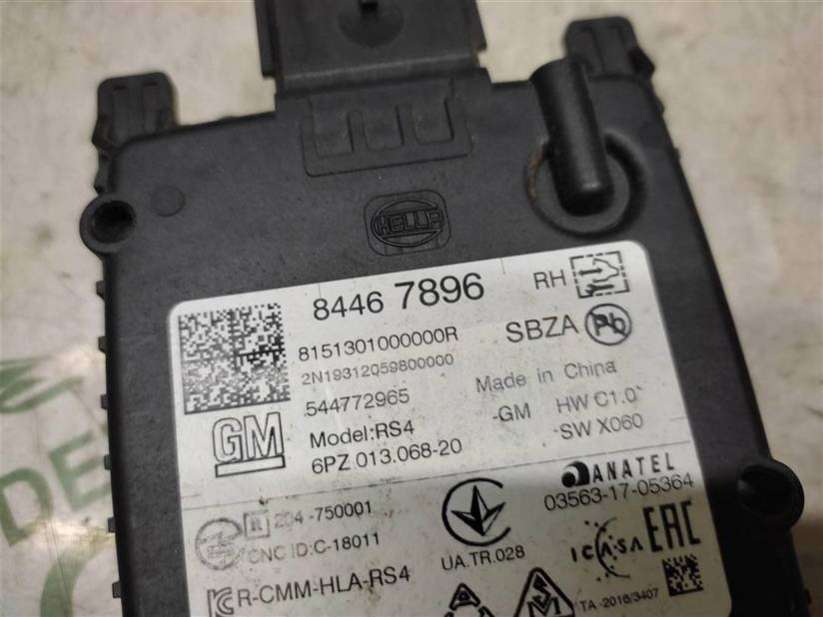 HELLA
8446 7896 RH
8151301000000R
SBZA Pb
2N19312059800000
544772965
Made in China
GM
Model:RS4
-GM HW C1.0
6PZ 013.068-20
SW X060
ANATEL
03563-17-05364
R 204-750001
CNC ID:C-18011
UA.TR.028
ICASA
EAC
R-CMM-HLA-RS4
TA-2016/3407